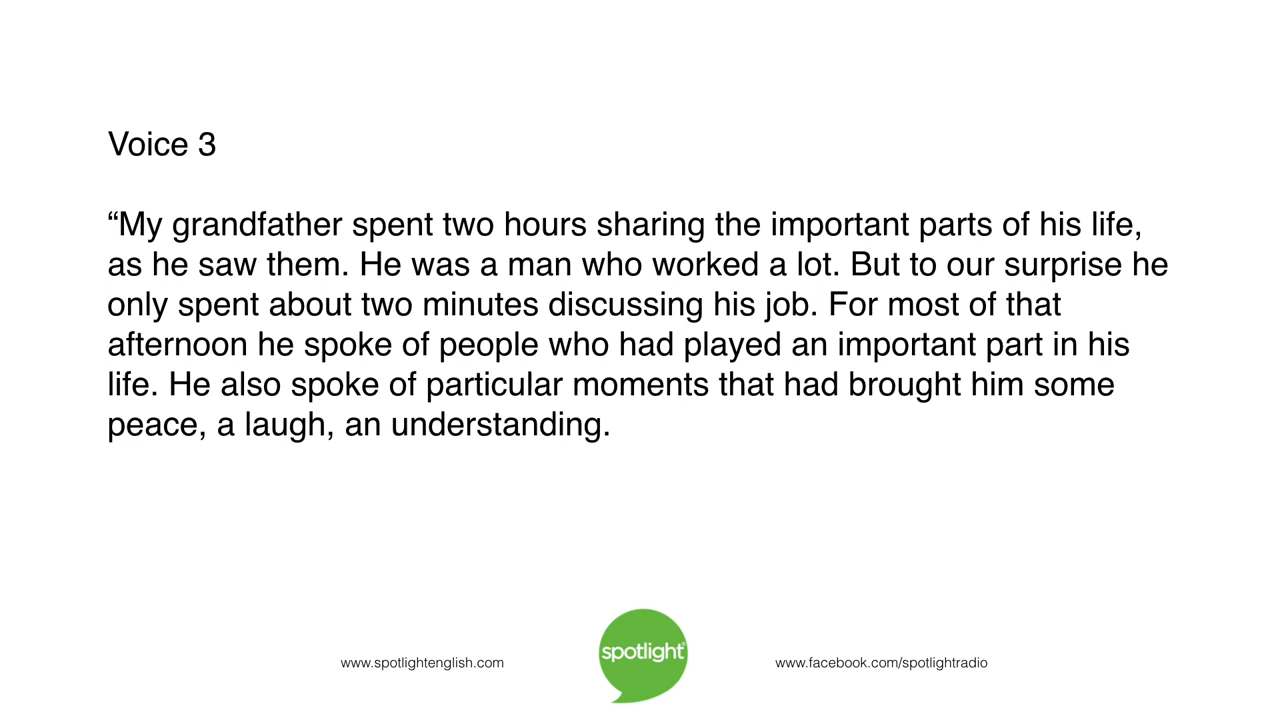 Voice 3
“My grandfather spent two hours sharing the important parts of his life,
as he saw them. He was a man who worked a lot. But to our surprise he
only spent about two minutes discussing his job. For most of that
afternoon he spoke of people who had played an important part in his
life. He also spoke of particular moments that had brought him some
peace, a laugh, an understanding.
www.spotlightenglish.com
spotlight®
www.facebook.com/spotlightradio